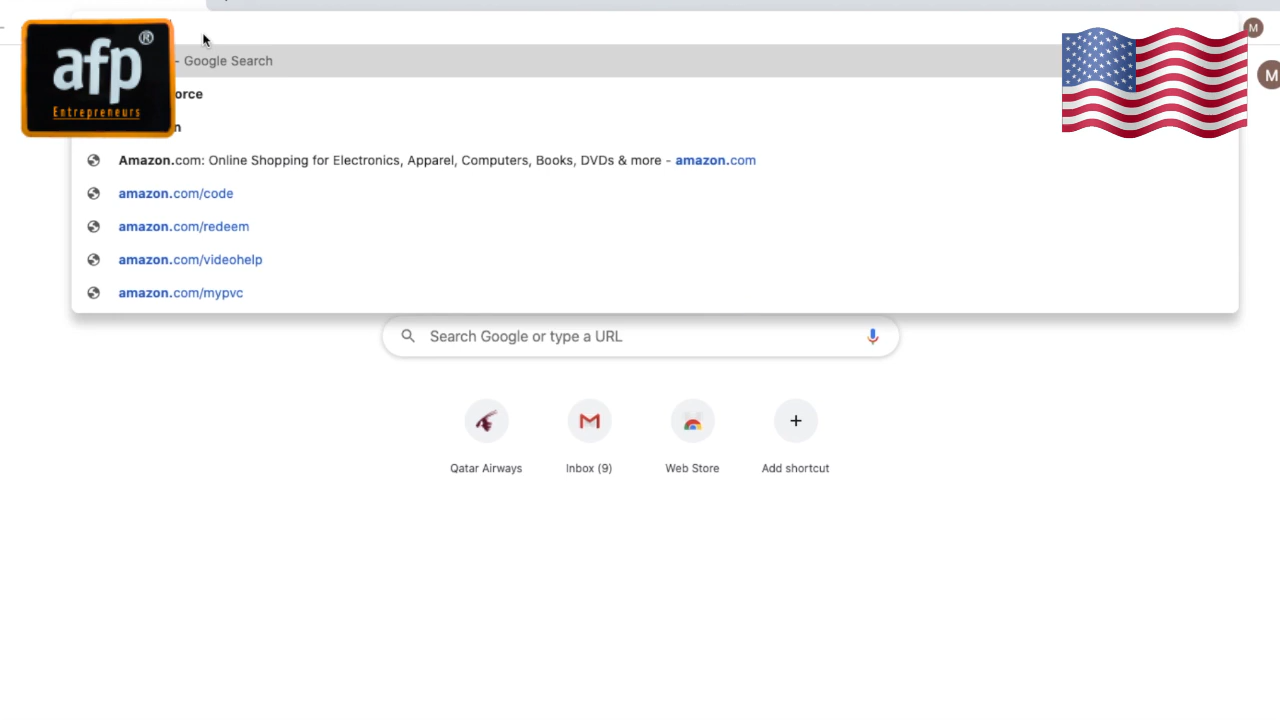 afp®
Entrepreneurs
M
- Google Search
M
Amazon.com: Online Shopping for Electronics, Apparel, Computers, Books, DVDs & more - amazon.com
amazon.com/code
amazon.com/redeem
amazon.com/videohelp
amazon.com/mypvc
Search Google or type a URL
Qatar Airways
Inbox (9)
Web Store
Add shortcut